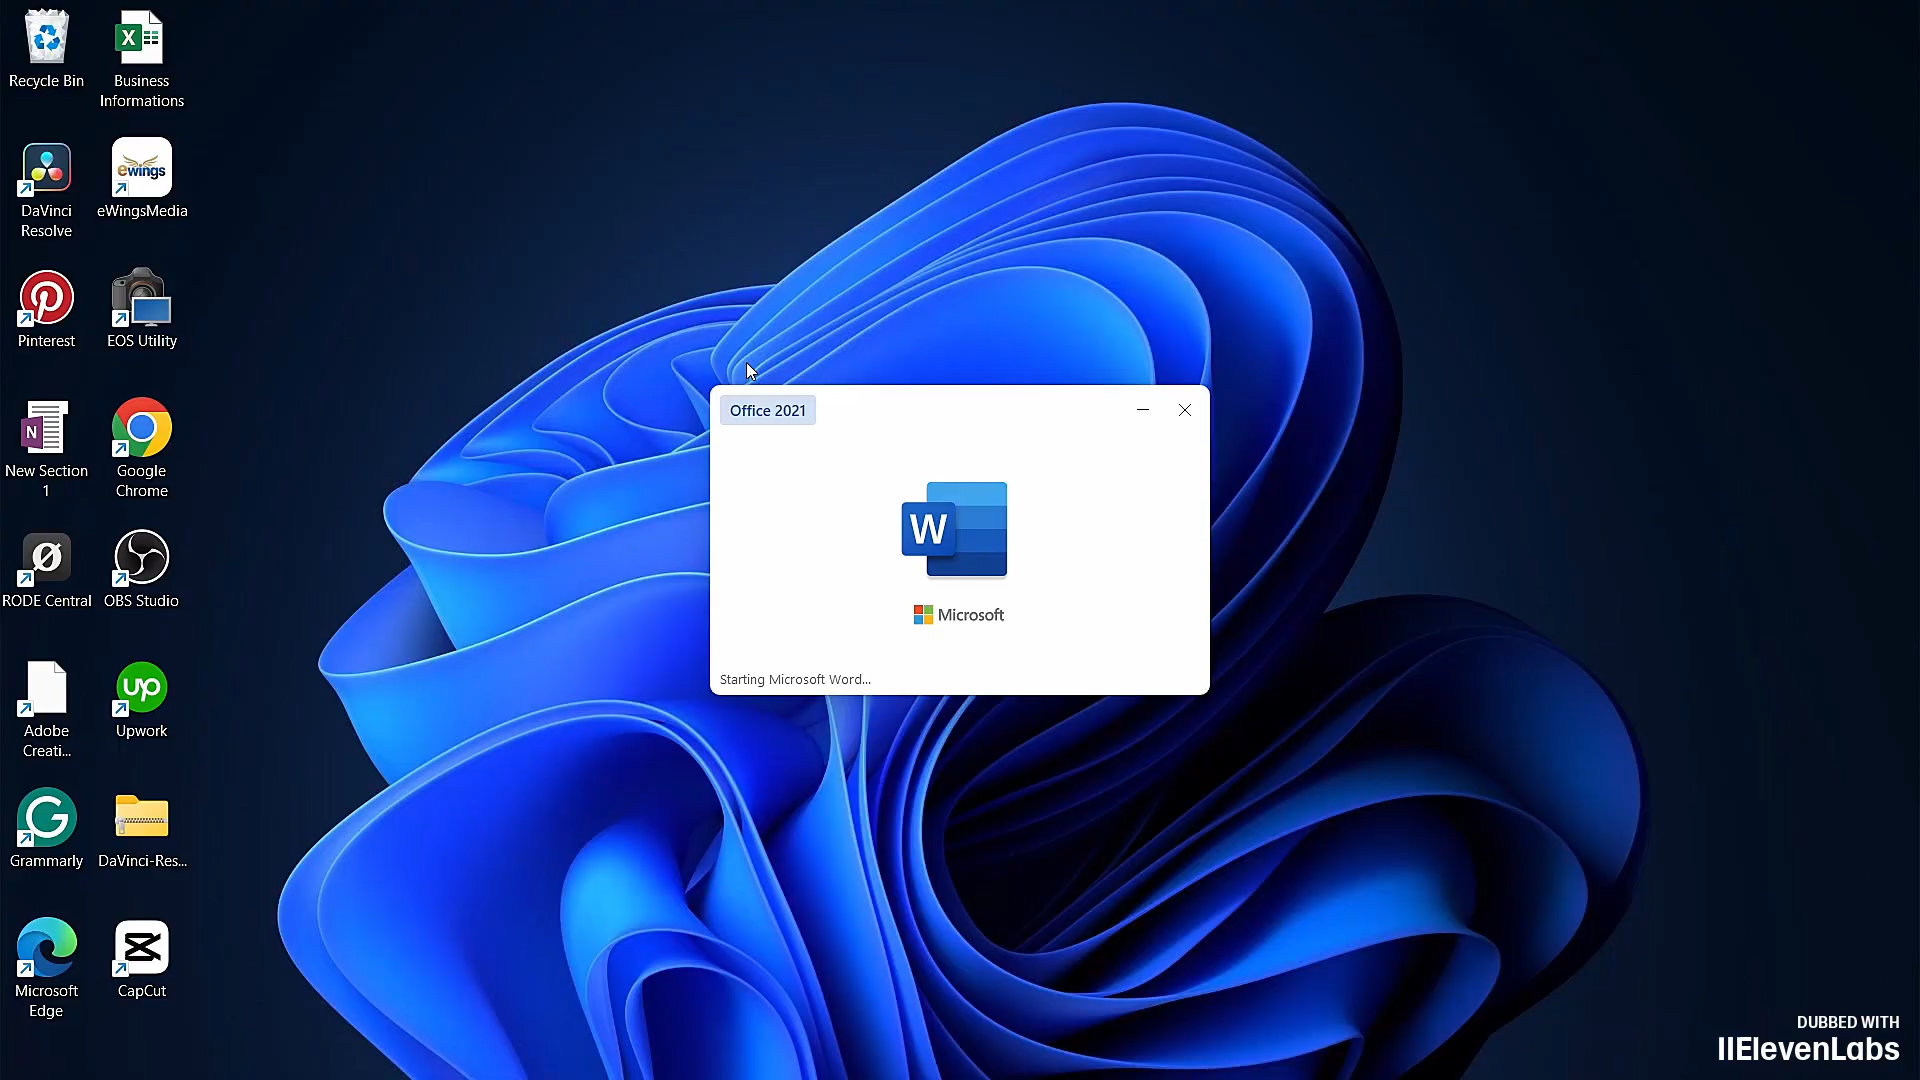 Recycle Bin
Business
Informations
DaVinci
Resolve
ewings
eWingsMedia
Pinterest
EOS Utility
N
New Section
1
Google
Chrome
RODE Central
OBS Studio
Adobe
Creati...
up
Upwork
Grammarly
DaVinci-Res...
Microsoft
Edge
CapCut
Office 2021
W
Microsoft
Starting Microsoft Word...
DUBBED WITH
IIElevenLabs